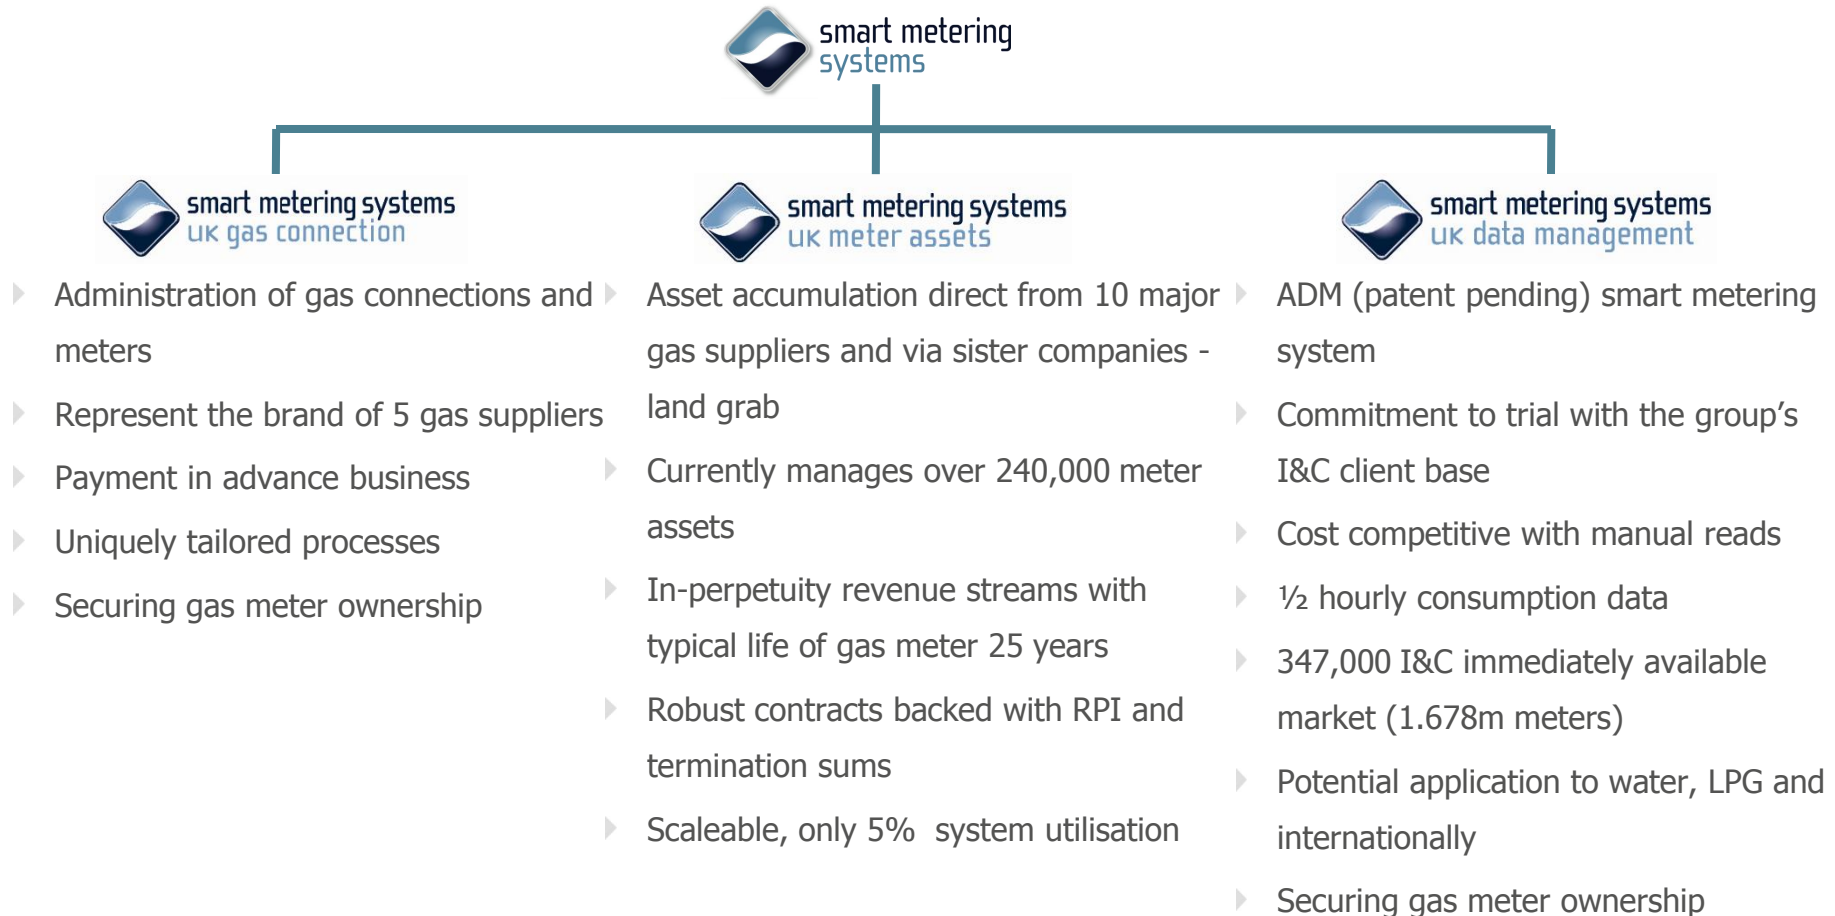 smart metering
systems
smart metering systems
uk gas connection
Administration of gas connections and
meters
Represent the brand of 5 gas suppliers
Payment in advance business
Uniquely tailored processes
Securing gas meter ownership
smart metering systems
uk meter assets
Asset accumulation direct from 10 major
gas suppliers and via sister companies -
land grab
Currently manages over 240,000 meter
assets
In-perpetuity revenue streams with
typical life of gas meter 25 years
Robust contracts backed with RPI and
termination sums
Scaleable, only 5% system utilisation
smart metering systems
uk data management
ADM (patent pending) smart metering
system
Commitment to trial with the group’s
I&C client base
Cost competitive with manual reads
½ hourly consumption data
347,000 I&C immediately available
market (1.678m meters)
Potential application to water, LPG and
internationally
Securing gas meter ownership